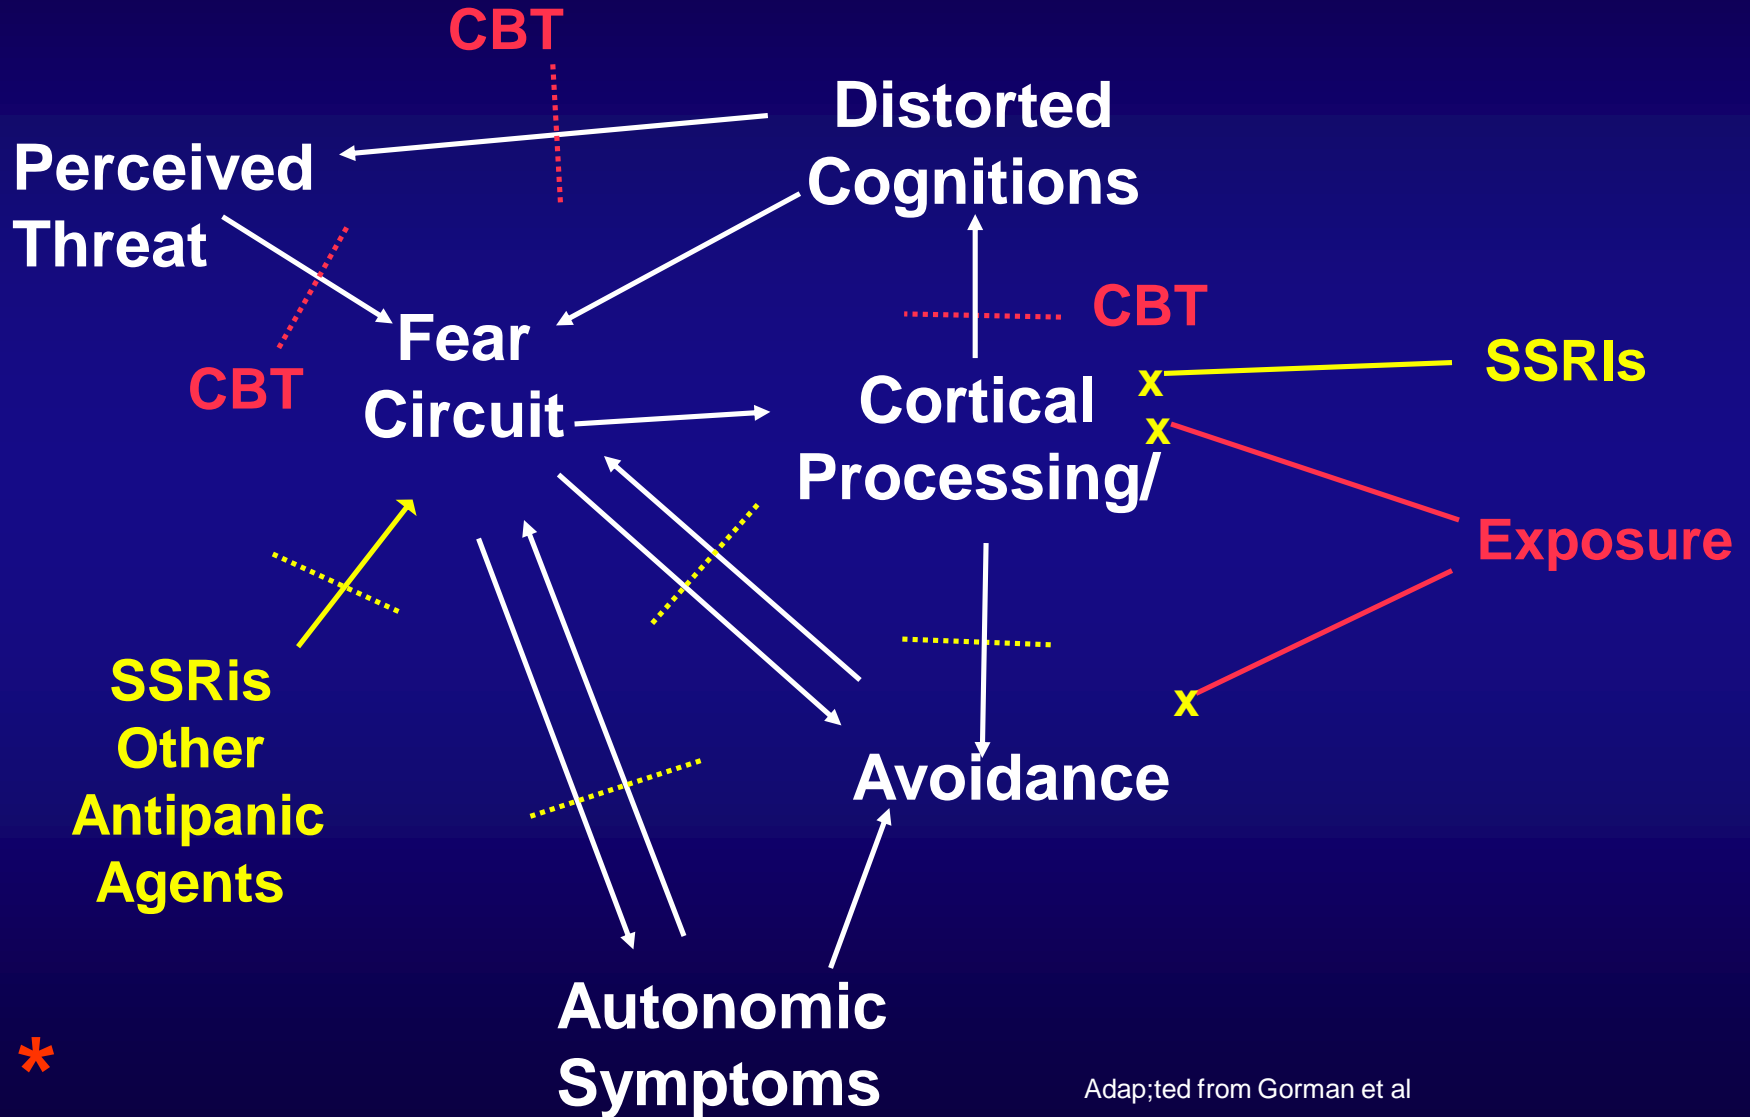 CBT
Distorted
Cognitions
Perceived
Threat
CBT
Fear
Circuit
CBT
SSRIs
x
Cortical
Processing/
x
Exposure
SSRis
Other
Antipanic
Agents
x
Avoidance
Autonomic
Symptoms
*
Adap;ted from Gorman et al